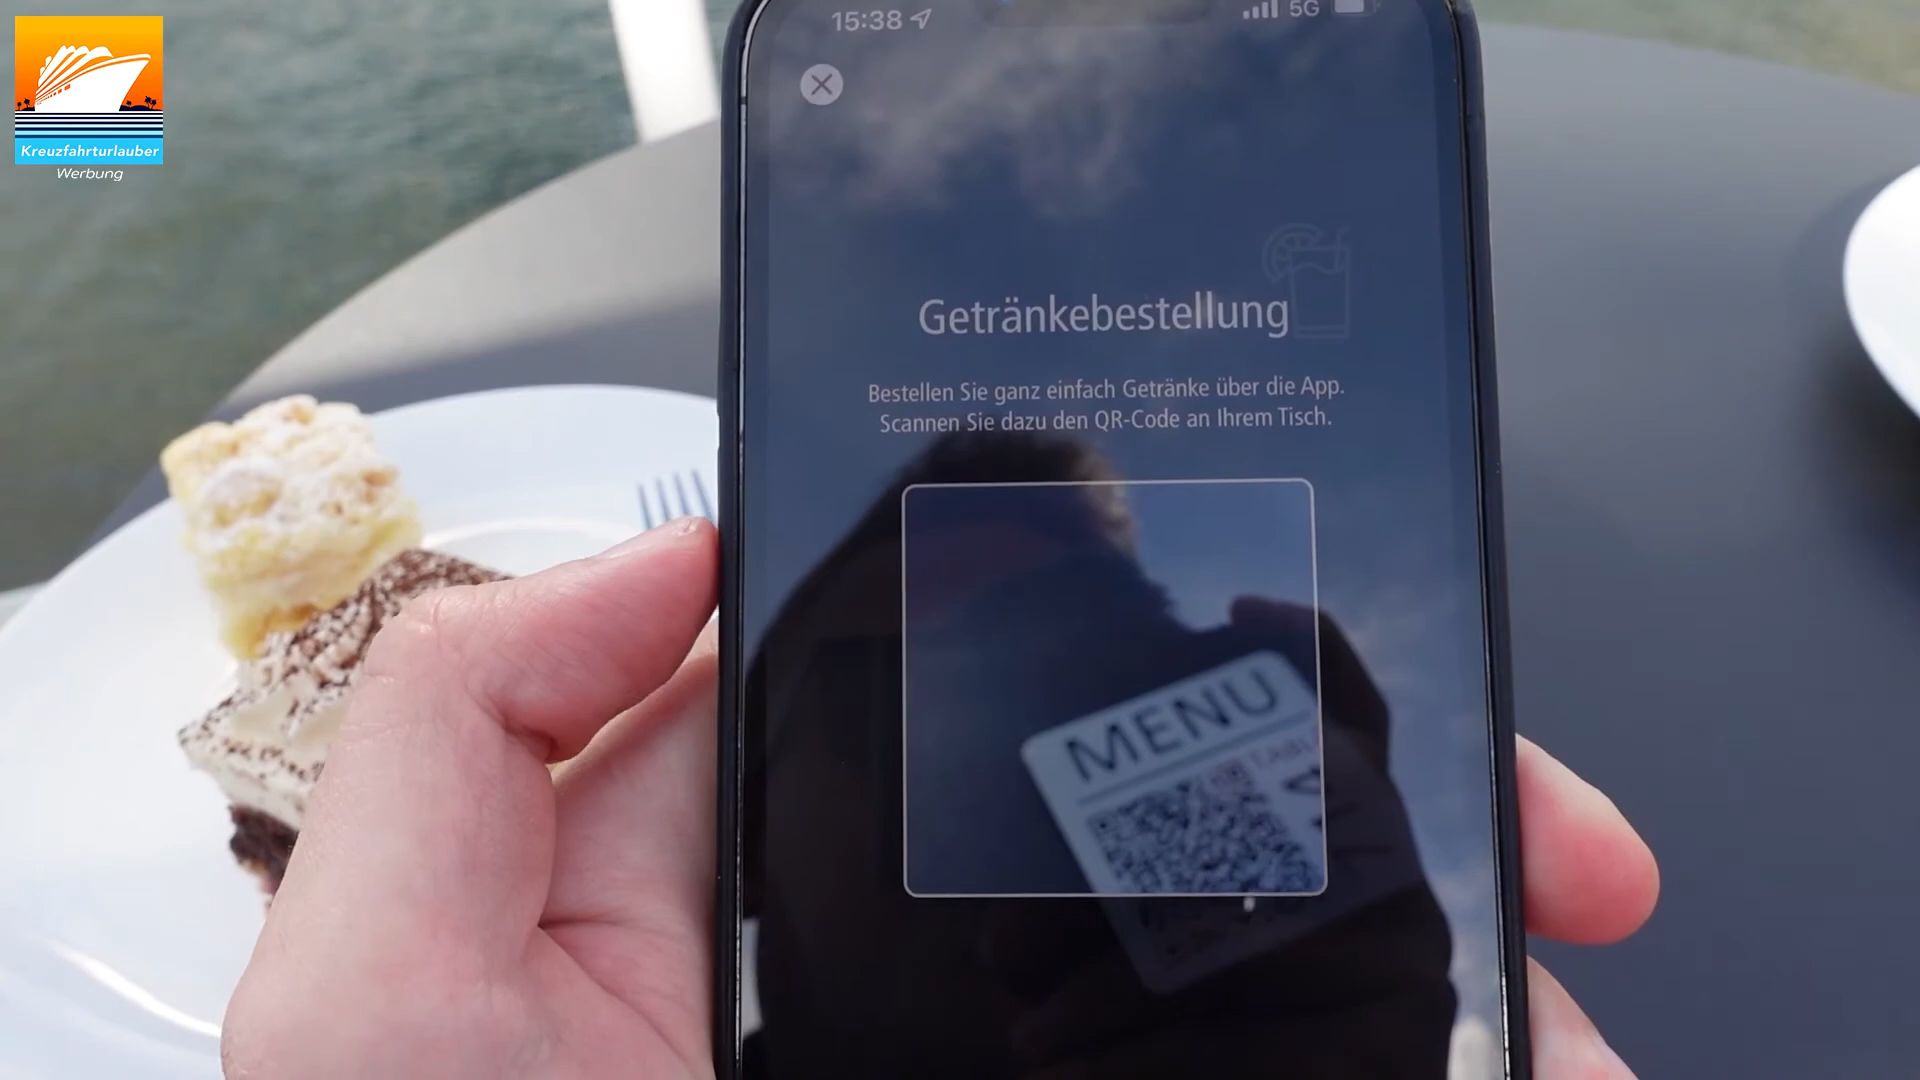 Kreuzfahrturlauber
Werbung
15:38
5G
Getränkebestellung
Bestellen Sie ganz einfach Getränke über die App.
Scannen Sie dazu den QR-Code an Ihrem Tisch.
MENU